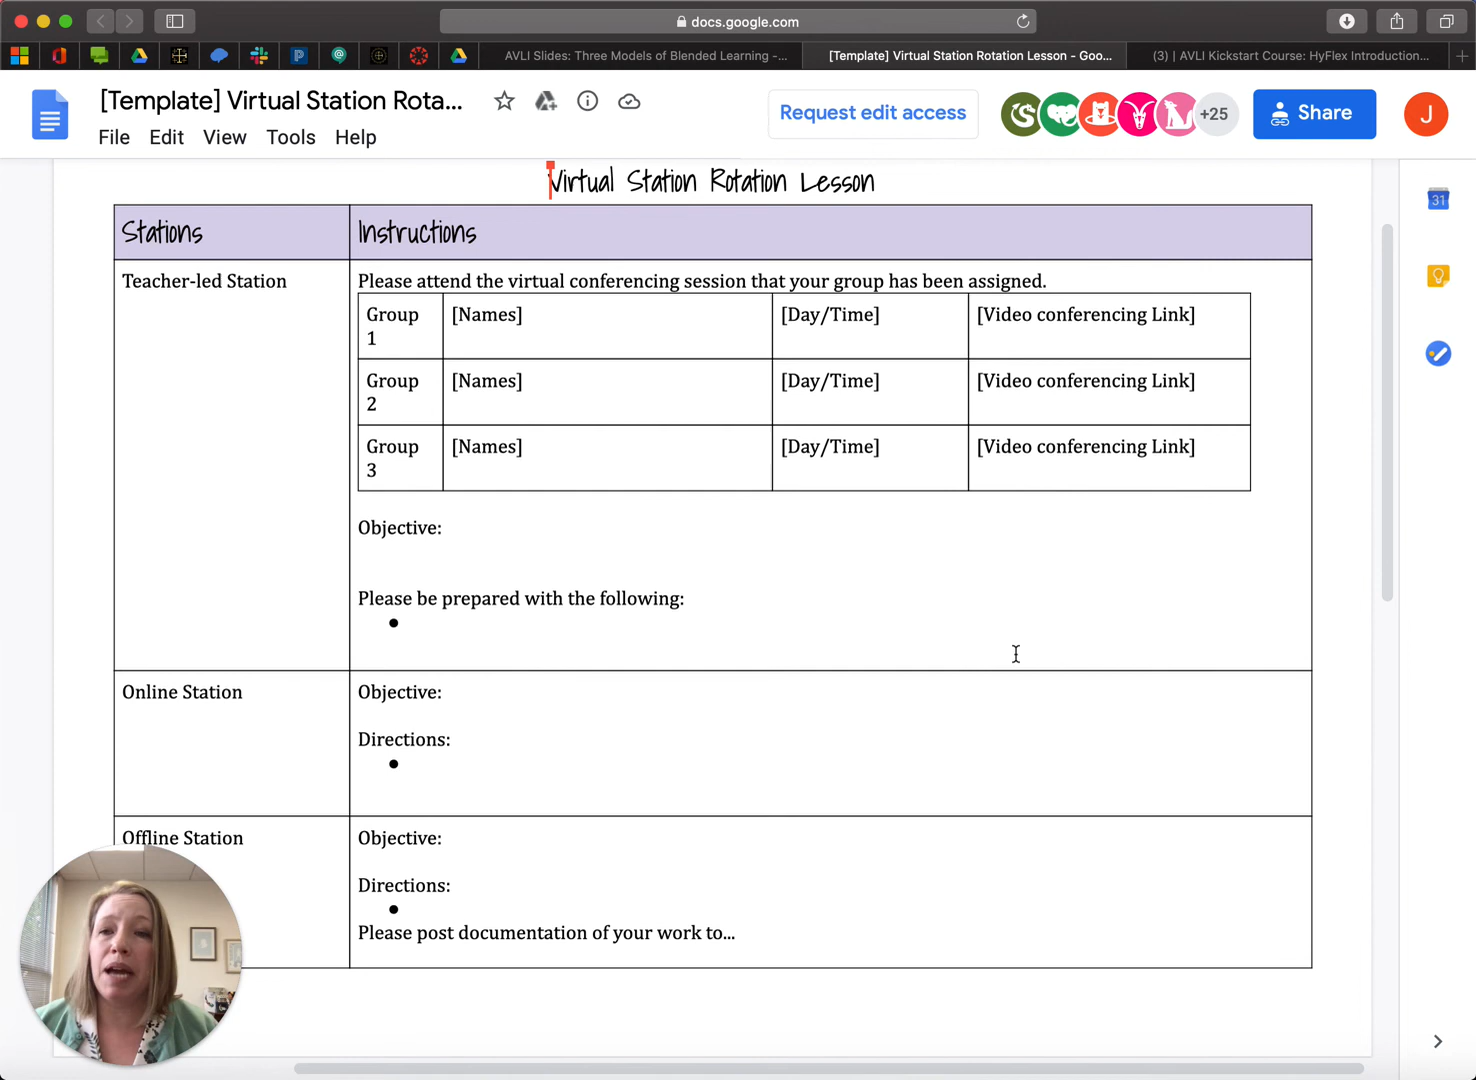 docs.google.com
AVLI Slides: Three Models of Blended Learning -...
[Template] Virtual Station Rotation Lesson - Goo...
(3) | AVLI Kickstart Course: HyFlex Introduction...
[Template] Virtual Station Rota...
File Edit View Tools Help
Request edit access
+25
Share
J
31
Virtual Station Rotation Lesson
Stations
Instructions
Teacher-led Station
Please attend the virtual conferencing session that your group has been assigned.
Group 1
[Names]
[Day/Time]
[Video conferencing Link]
Group 2
[Names]
[Day/Time]
[Video conferencing Link]
Group 3
[Names]
[Day/Time]
[Video conferencing Link]
Objective:
Please be prepared with the following:
Online Station
Objective:
Directions:
Offline Station
Objective:
Directions:
Please post documentation of your work to...